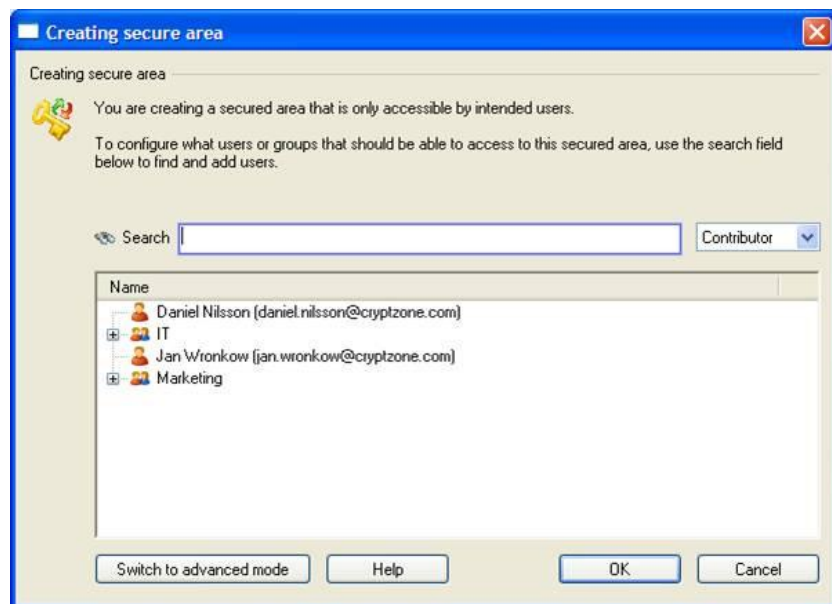 Creating secure area
Creating secure area
You are creating a secured area that is only accessible by intended users.
To configure what users or groups that should be able to access to this secured area, use the search field
below to find and add users.
Search Contributor
Name
Daniel Nilsson (daniel.nilsson@cryptzone.com)
IT
Jan Wronkow (jan.wronkow@cryptzone.com)
Marketing
Switch to advanced mode Help OK Cancel